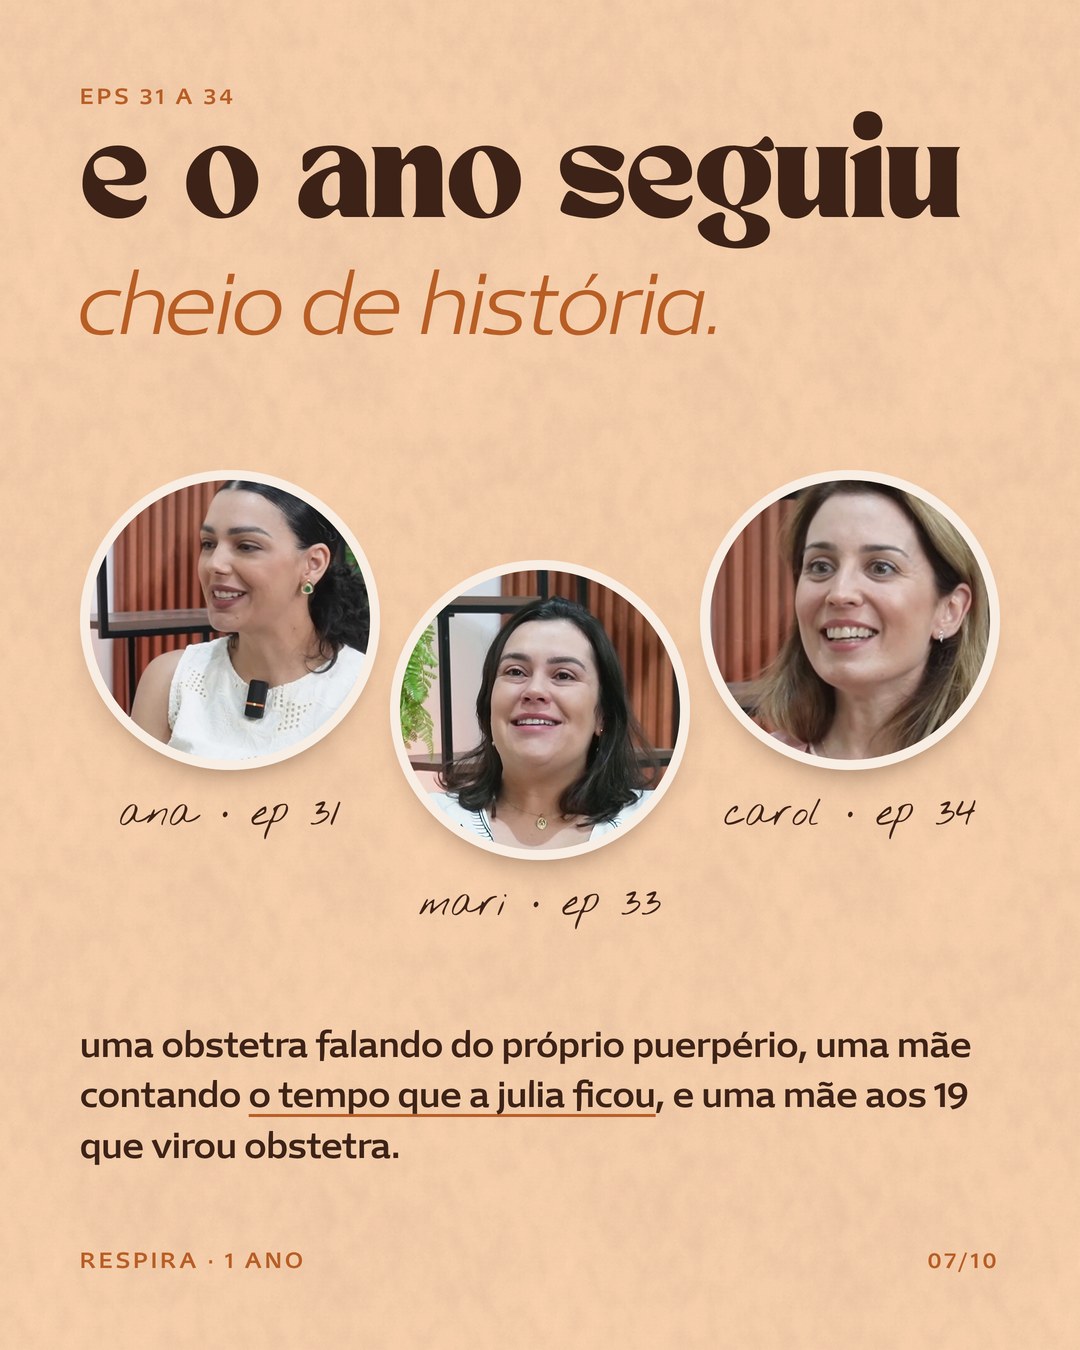 EPS 31 A 34
e o ano seguiu
cheio de história.
ana · ep 31
carol · ep 34
mari · ep 33
uma obstetra falando do próprio puerpério, uma mãe
contando o tempo que a julia ficou, e uma mãe aos 19
que virou obstetra.
RESPIRA · 1 ANO
07/10